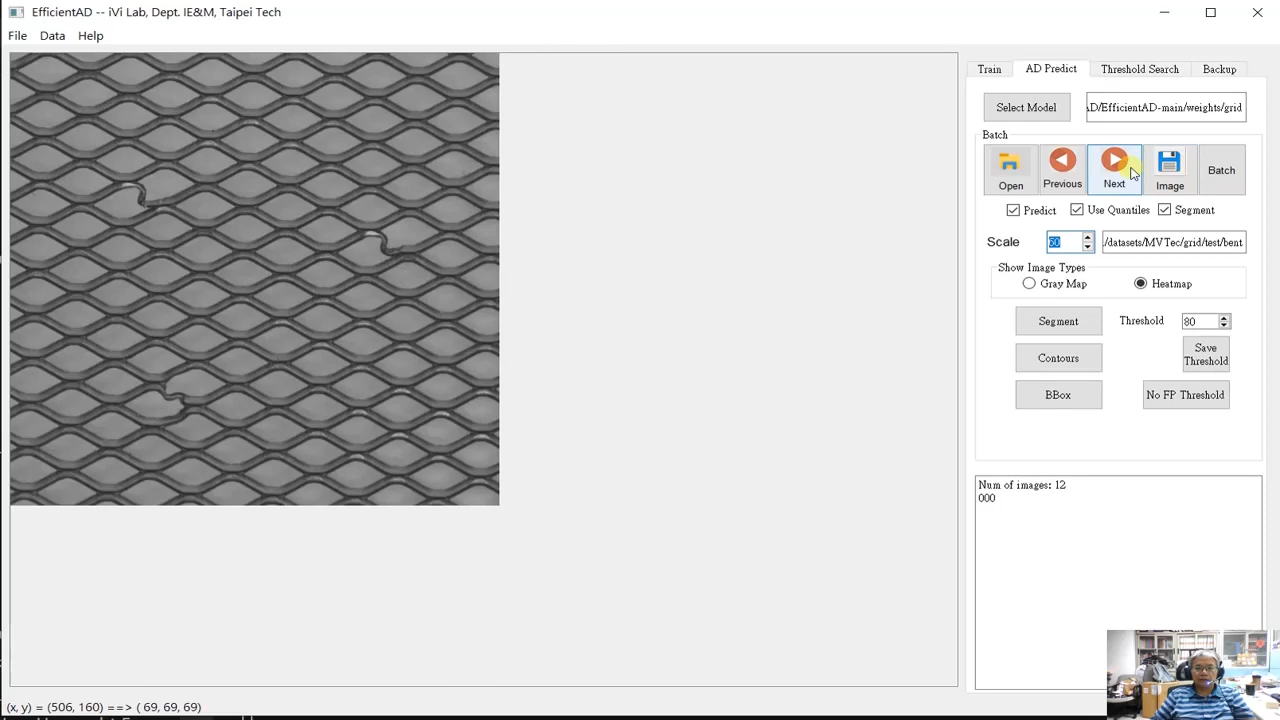 EfficientAD -- iVi Lab, Dept. IE&M, Taipei Tech
File Data Help
Train AD Predict Threshold Search Backup
Select Model
D/EfficientAD-main/weights/grid
Batch
Open Previous Next Image Batch
Predict Use Quantiles Segment
Scale 60 /datasets/MVTec/grid/test/bent
Show Image Types
Gray Map Heatmap
Segment Threshold 80
Contours Save Threshold
BBox No FP Threshold
Num of images: 12
000
(x, y) = (506, 160) ==> ( 69, 69, 69)